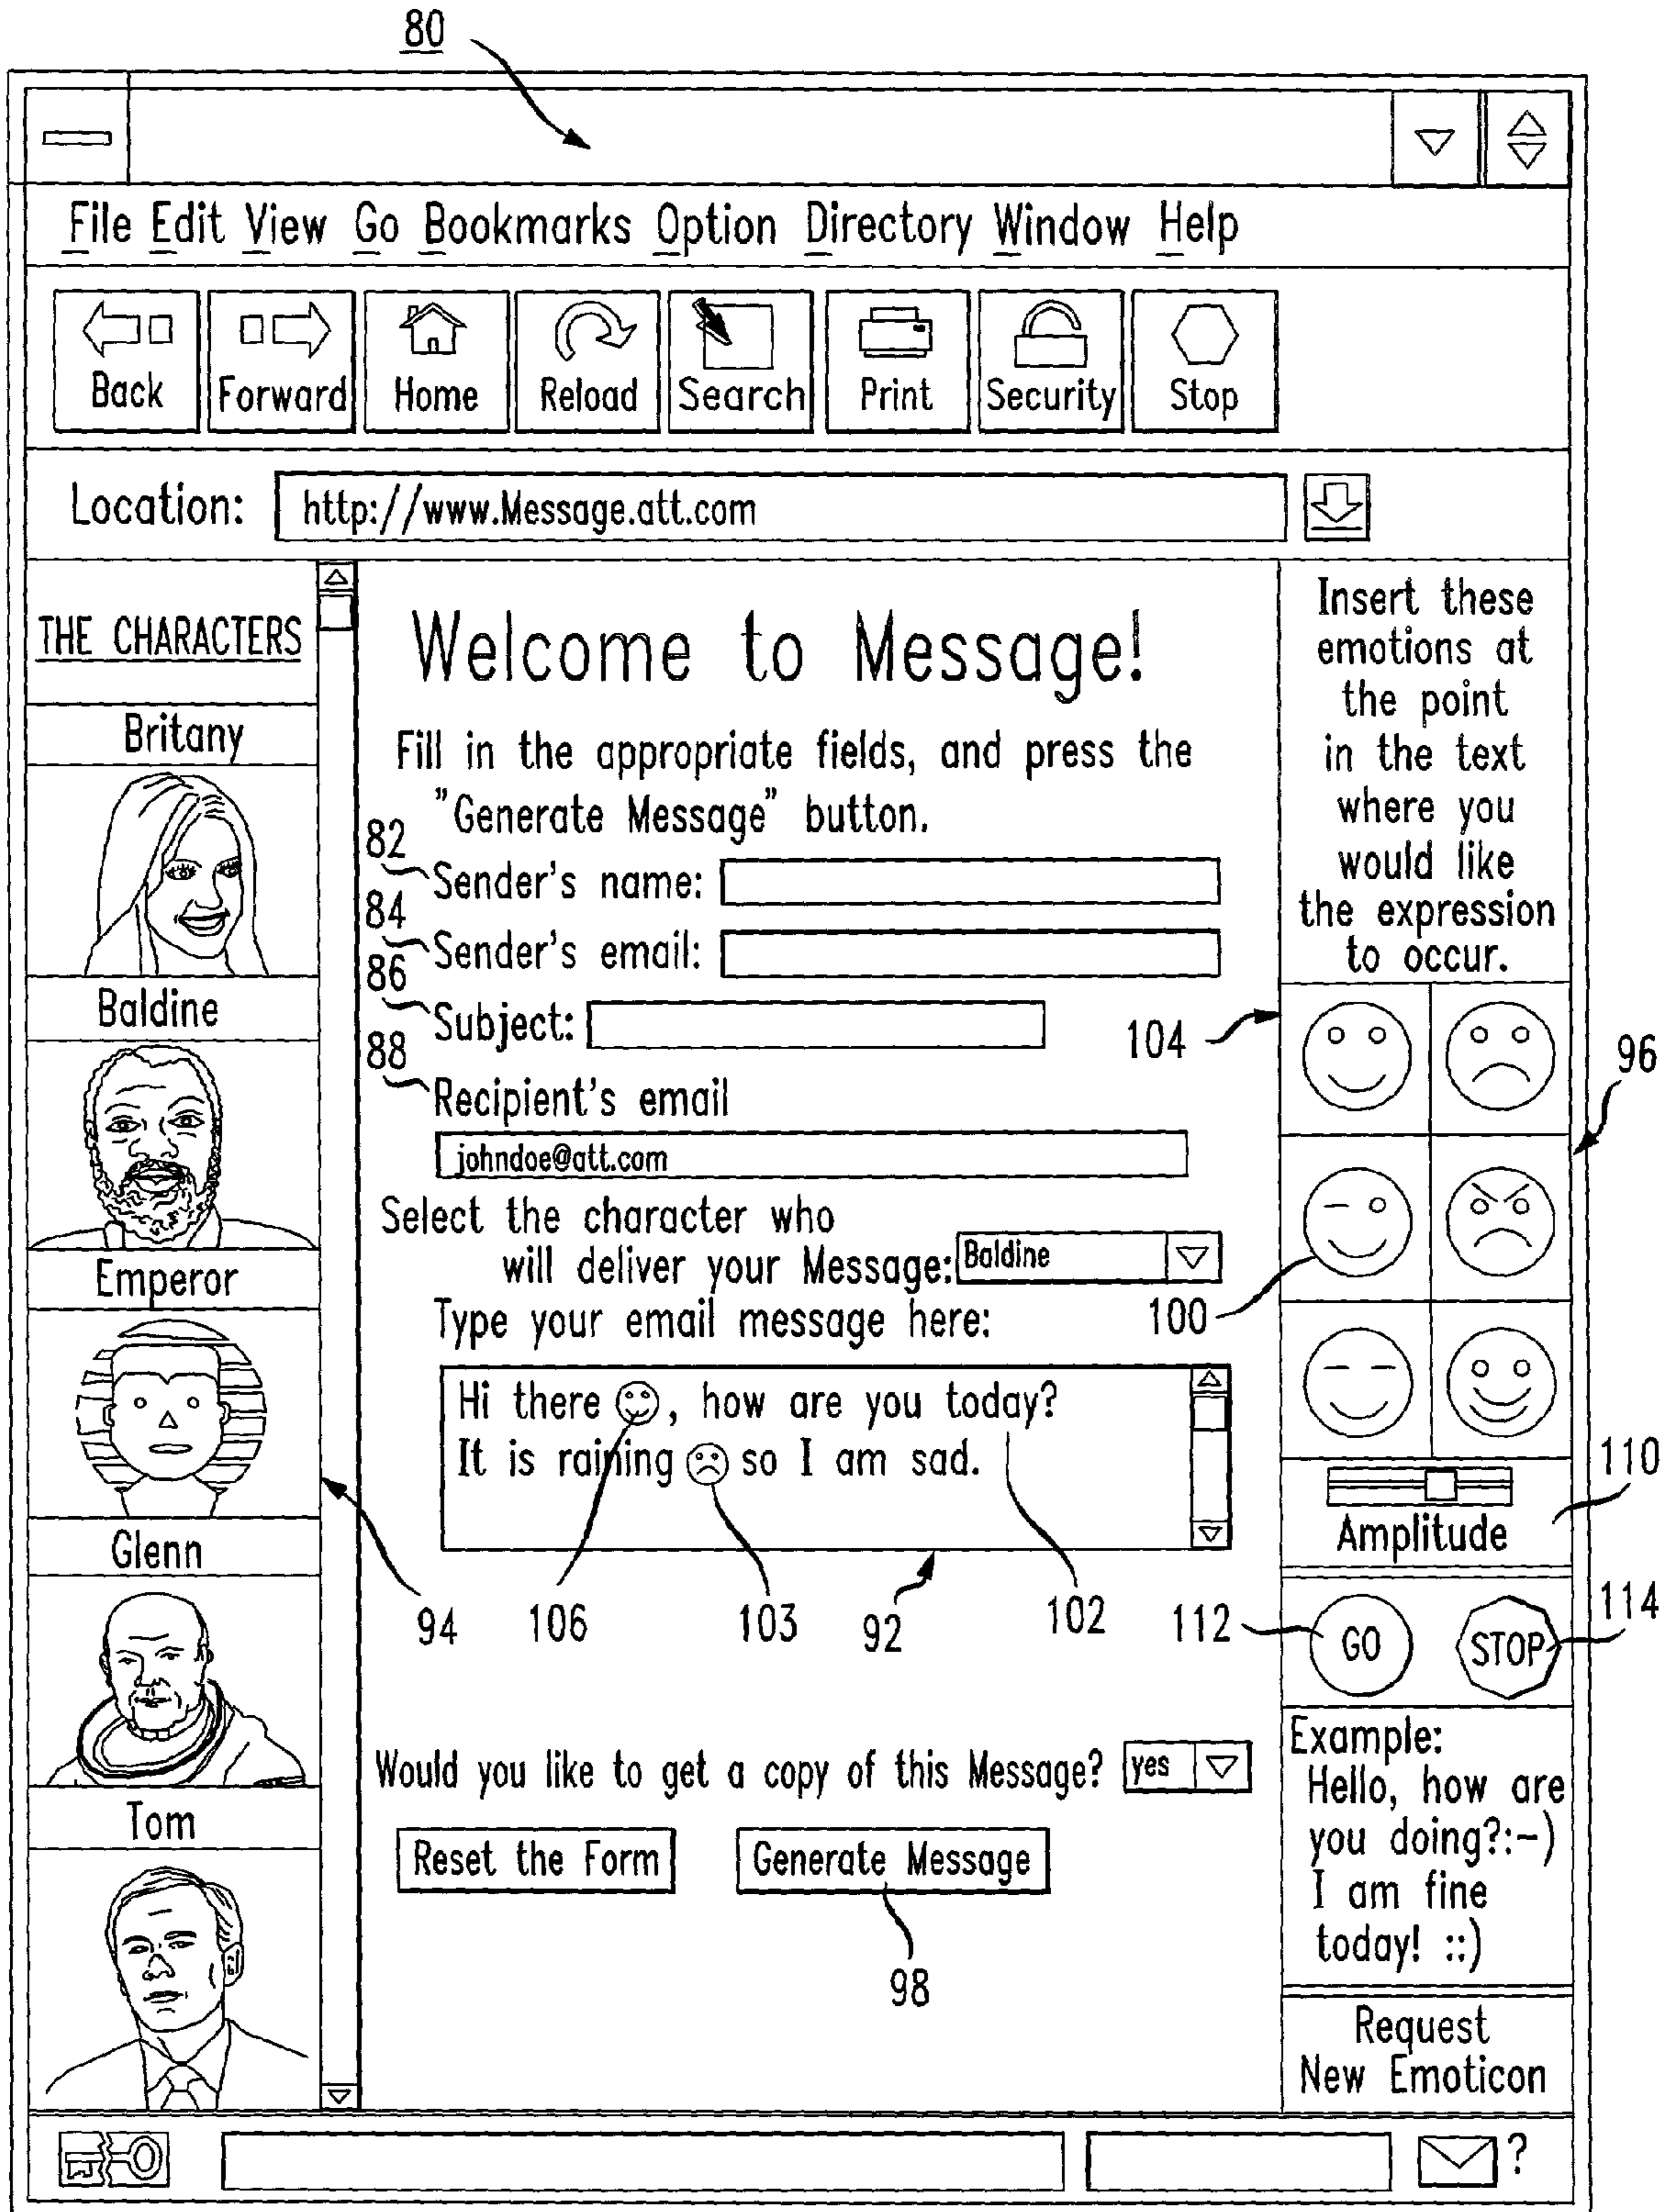 80
File Edit View Go Bookmarks Option Directory Window Help
Back Forward Home Reload Search Print Security Stop
Location: http://www.Message.att.com
THE CHARACTERS
Britany
Baldine
Emperor
Glenn
Tom
94
Welcome to Message!
Fill in the appropriate fields, and press the
"Generate Message" button.
82
Sender's name:
84
Sender's email:
86
Subject:
88
Recipient's email
johndoe@att.com
Select the character who
will deliver your Message: Baldine
Type your email message here:
Hi there , how are you today?
It is raining so I am sad.
106 103 92 102
Would you like to get a copy of this Message? yes
Reset the Form Generate Message
98
Insert these
emotions at
the point
in the text
where you
would like
the expression
to occur.
104
96
100
110
Amplitude
112
GO STOP
114
Example:
Hello, how are
you doing?:-)
I am fine
today! ::)
Request
New Emoticon
?